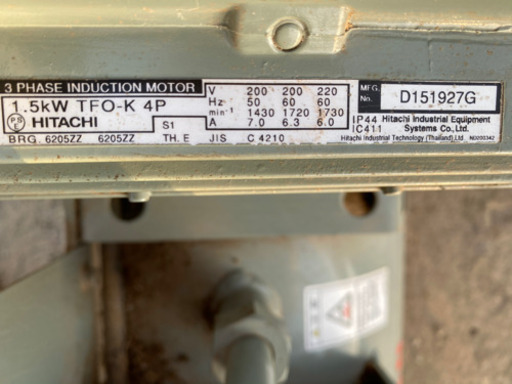 3 PHASE INDUCTION MOTOR
1.5kW TFO-K 4P
PSE HITACHI
S1
BRG. 6205ZZ 6205ZZ TH. E
V 200 200 220
Hz 50 60 60
min⁻¹ 1430 1720 1730
A 7.0 6.3 6.0
JIS C 4210
MFG. No. D151927G
IP44 Hitachi Industrial Equipment
IC411 Systems Co.,Ltd.
Hitachi Industrial Technology (Thailand) Ltd.